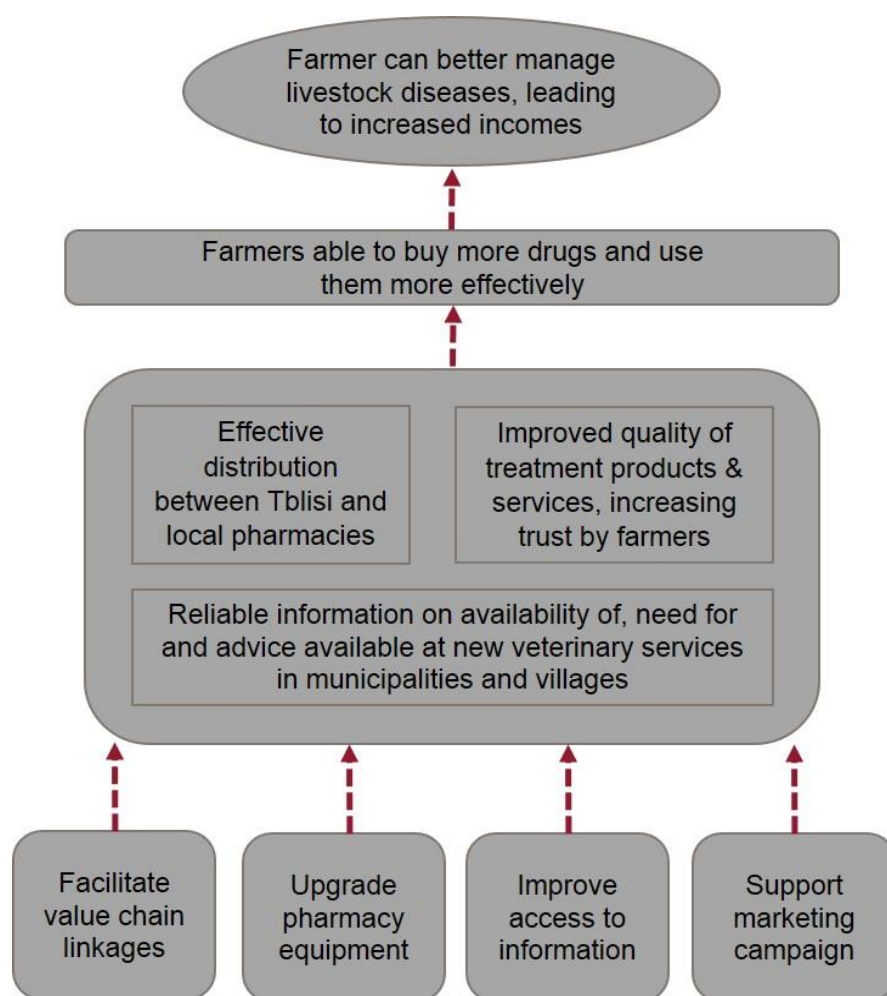 Farmer can better manage
livestock diseases, leading
to increased incomes
Farmers able to buy more drugs and use
them more effectively
Effective
distribution
between Tblisi and
local pharmacies
Improved quality of
treatment products &
services, increasing
trust by farmers
Reliable information on availability of, need for
and advice available at new veterinary services
in municipalities and villages
Facilitate
value chain
linkages
Upgrade
pharmacy
equipment
Improve
access to
information
Support
marketing
campaign